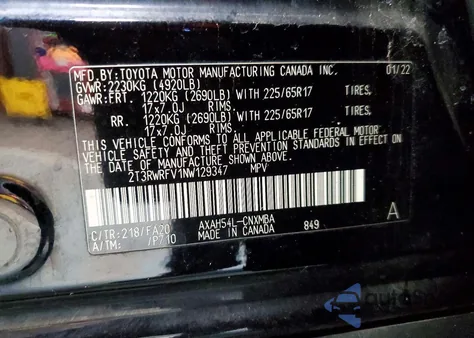 MFD.BY:TOYOTA MOTOR MANUFACTURING CANADA INC. 01/22
GVWR:2230KG (4920LB)
GAWR:FRT. 1220KG (2690LB) WITH 225/65R17 TIRES,
17x7.0J RIMS.
RR. 1220KG (2690LB) WITH 225/65R17 TIRES,
17x7.0J RIMS.
THIS VEHICLE CONFORMS TO ALL APPLICABLE FEDERAL MOTOR
VEHICLE SAFETY STANDARDS IN EFFECT ON
THE DATE OF MANUFACTURE SHOWN ABOVE.
2T3RWRFV1NW129347 MPV
C/TR:218/FA20 AXAH54L-CNXMBA 849 A
A/TM: /P710 MADE IN CANADA